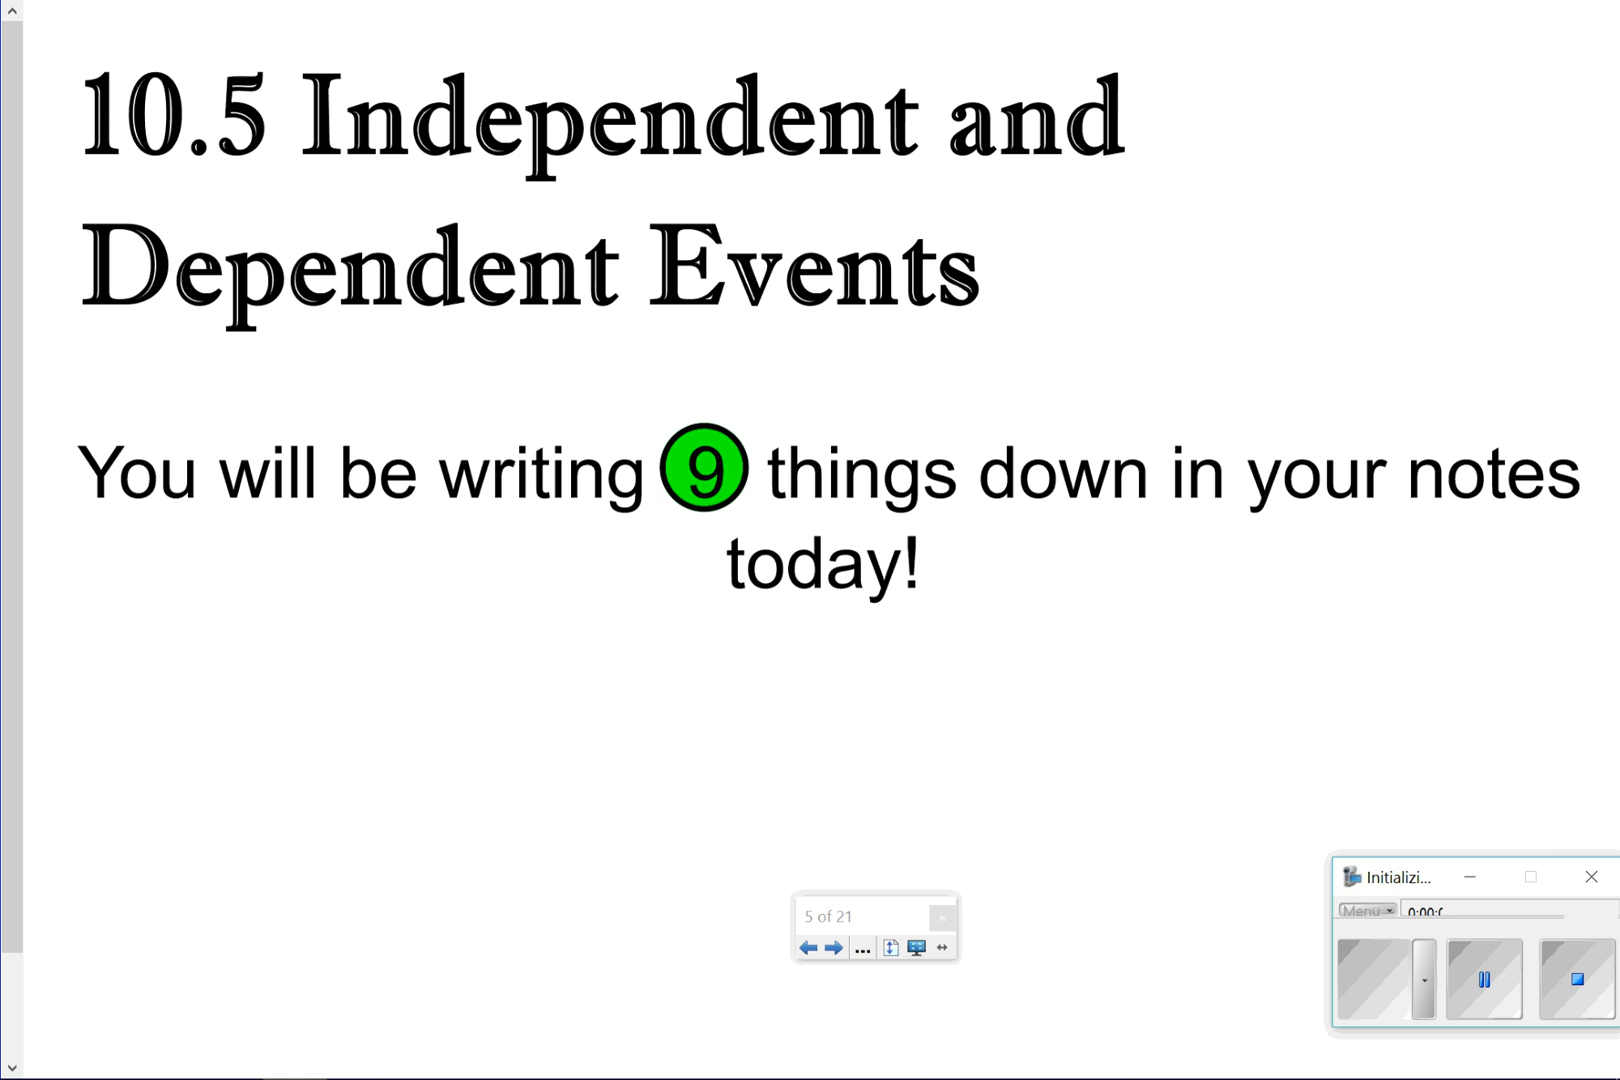 10.5 Independent and
Dependent Events
You will be writing 9 things down in your notes
today!
5 of 21
...
Initializi...
Menu